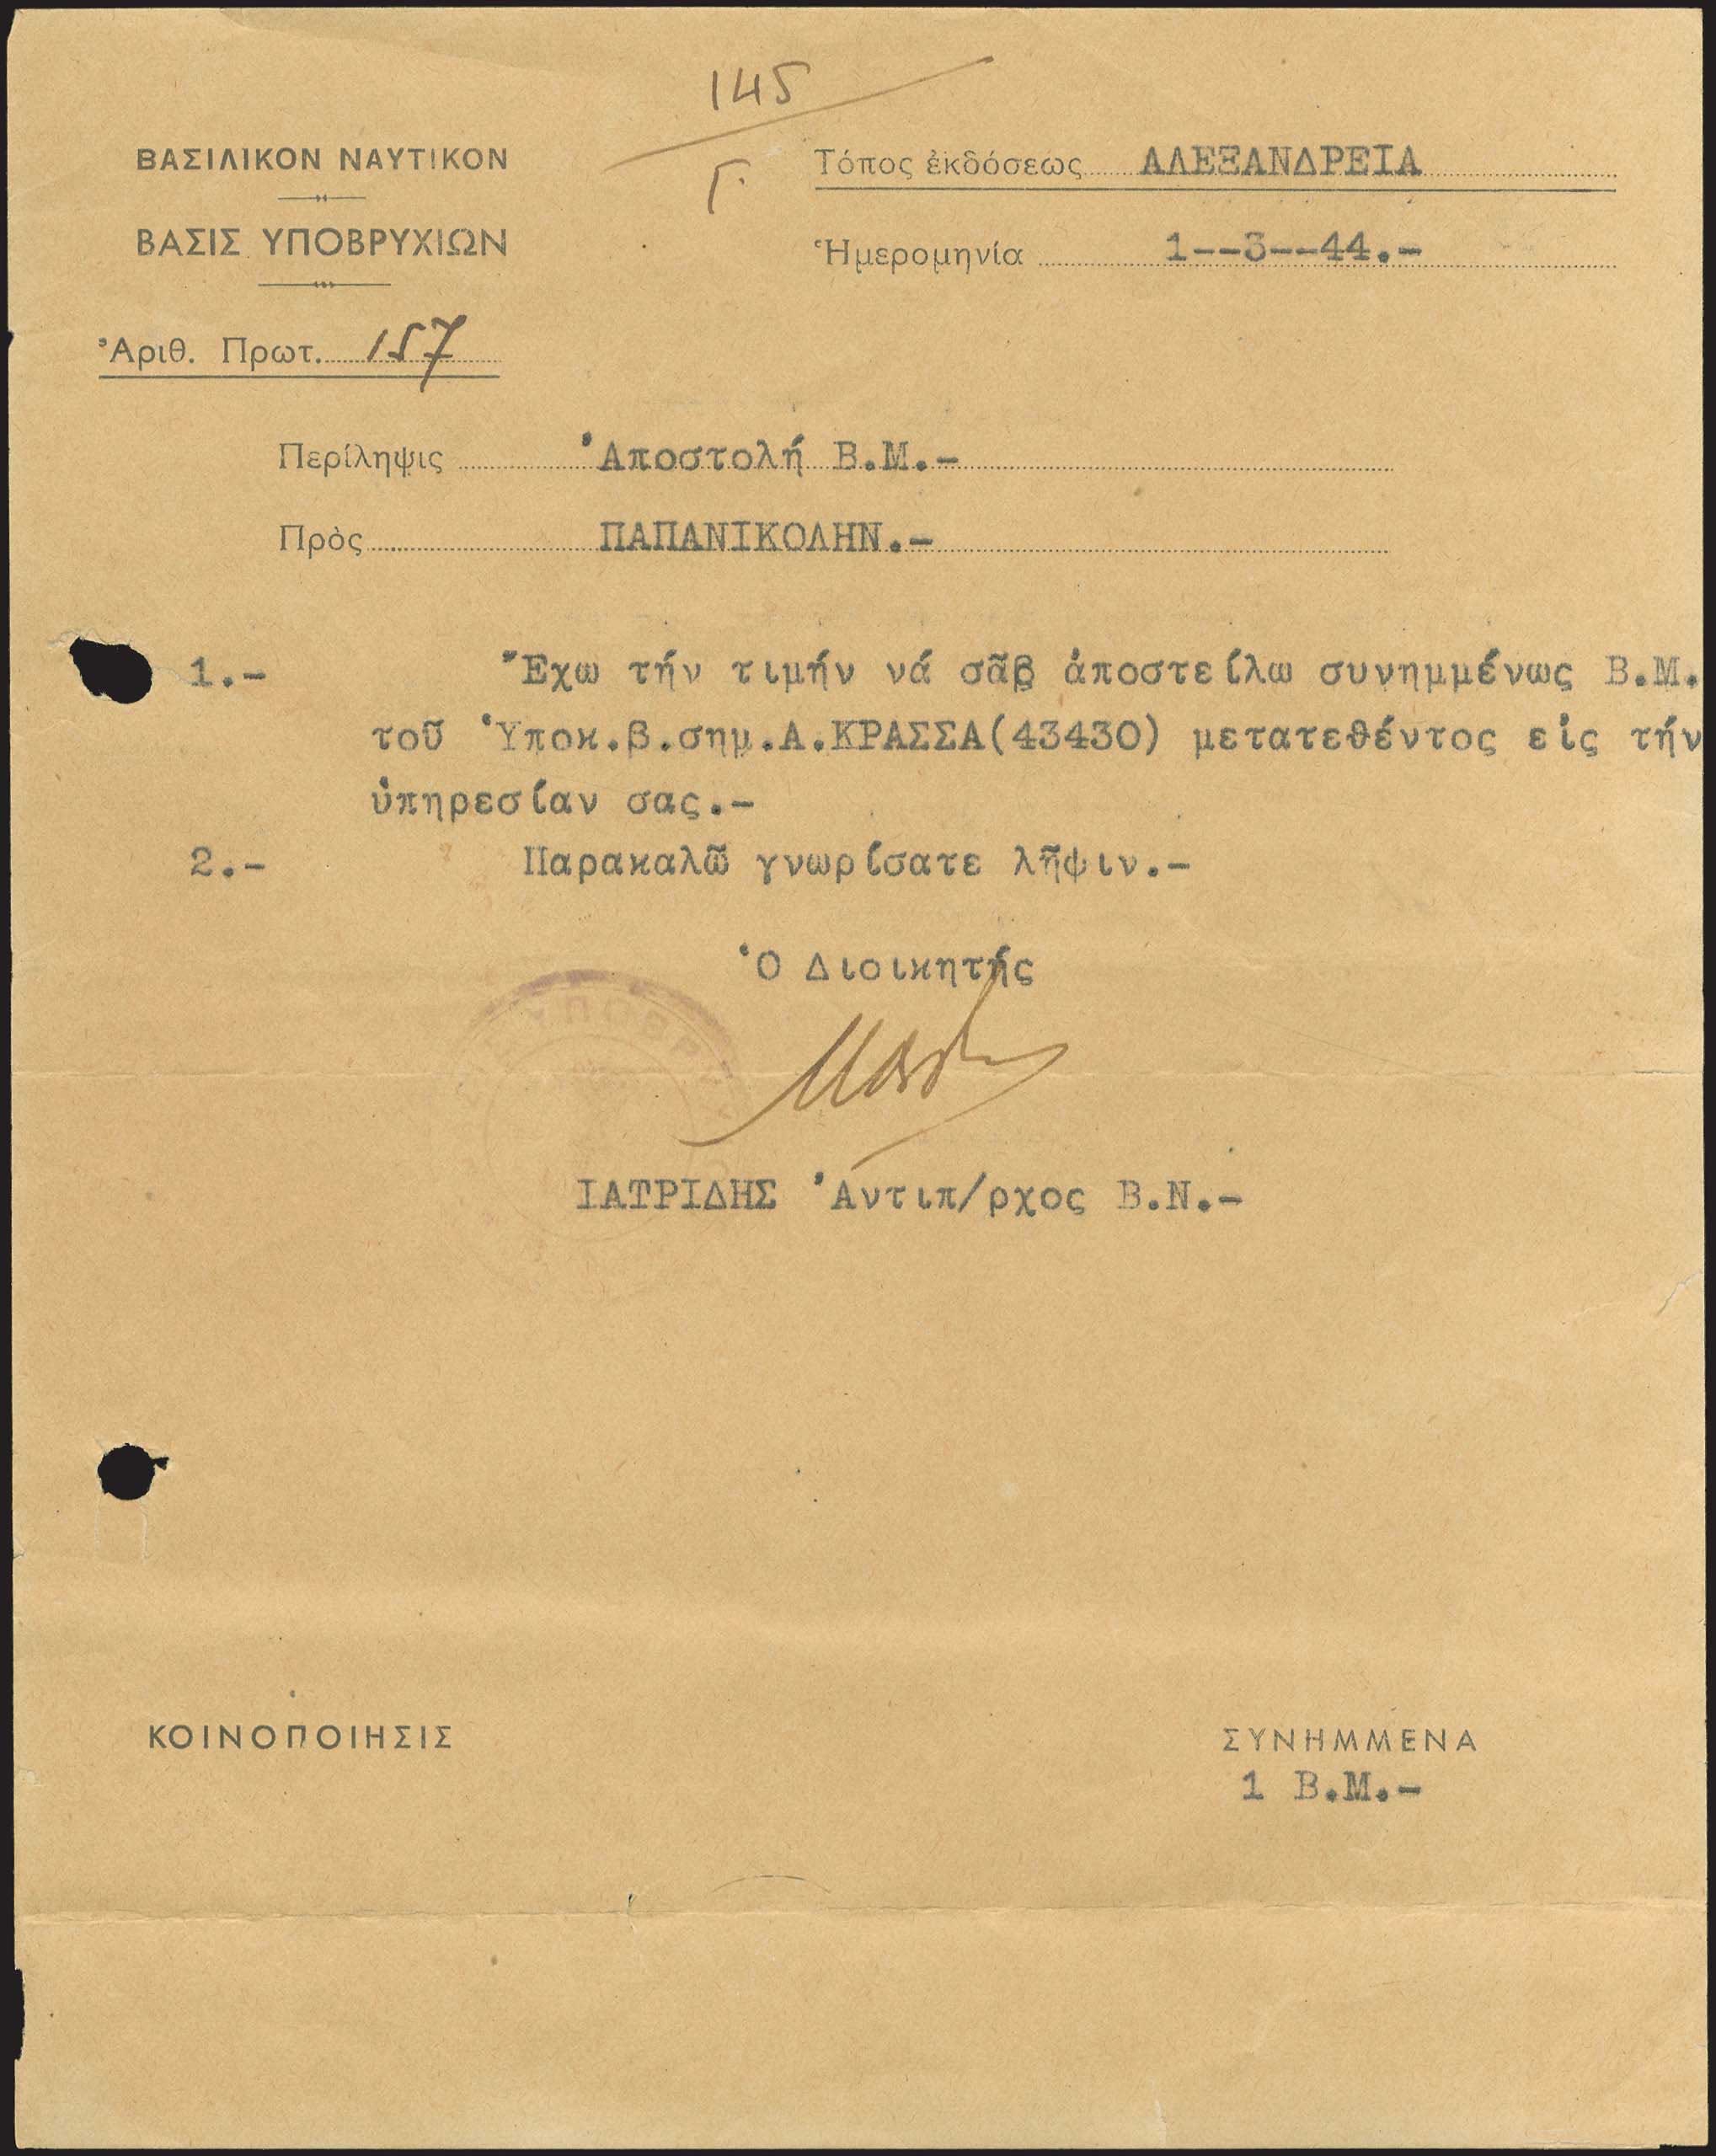 145
Γ.
ΒΑΣΙΛΙΚΟΝ ΝΑΥΤΙΚΟΝ
ΒΑΣΙΣ ΥΠΟΒΡΥΧΙΩΝ
Ἀριθ. Πρωτ. 157
Τόπος ἐκδόσεως ΑΛΕΞΑΝΔΡΕΙΑ
Ἡμερομηνία 1--3--44.-
Περίληψις Ἀποστολή Β.Μ.-
Πρὸς ΠΑΠΑΝΙΚΟΛΗΝ.-
1.- Ἔχω τήν τιμήν νά σᾶς ἀποστείλω συνημμένως Β.Μ.
τοῦ Ὑποκ.β.σημ.Α.ΚΡΑΣΣΑ(43430) μετατεθέντος εἰς τήν
ὑπηρεσίαν σας.-
2.- Παρακαλῶ γνωρίσατε λῆψιν.-
Ὁ Διοικητής
ΥΠΟΒΡΥ
ΙΑΤΡΙΔΗΣ Ἀντιπ/ρχος Β.Ν.-
ΚΟΙΝΟΠΟΙΗΣΙΣ
ΣΥΝΗΜΜΕΝΑ
1 Β.Μ.-